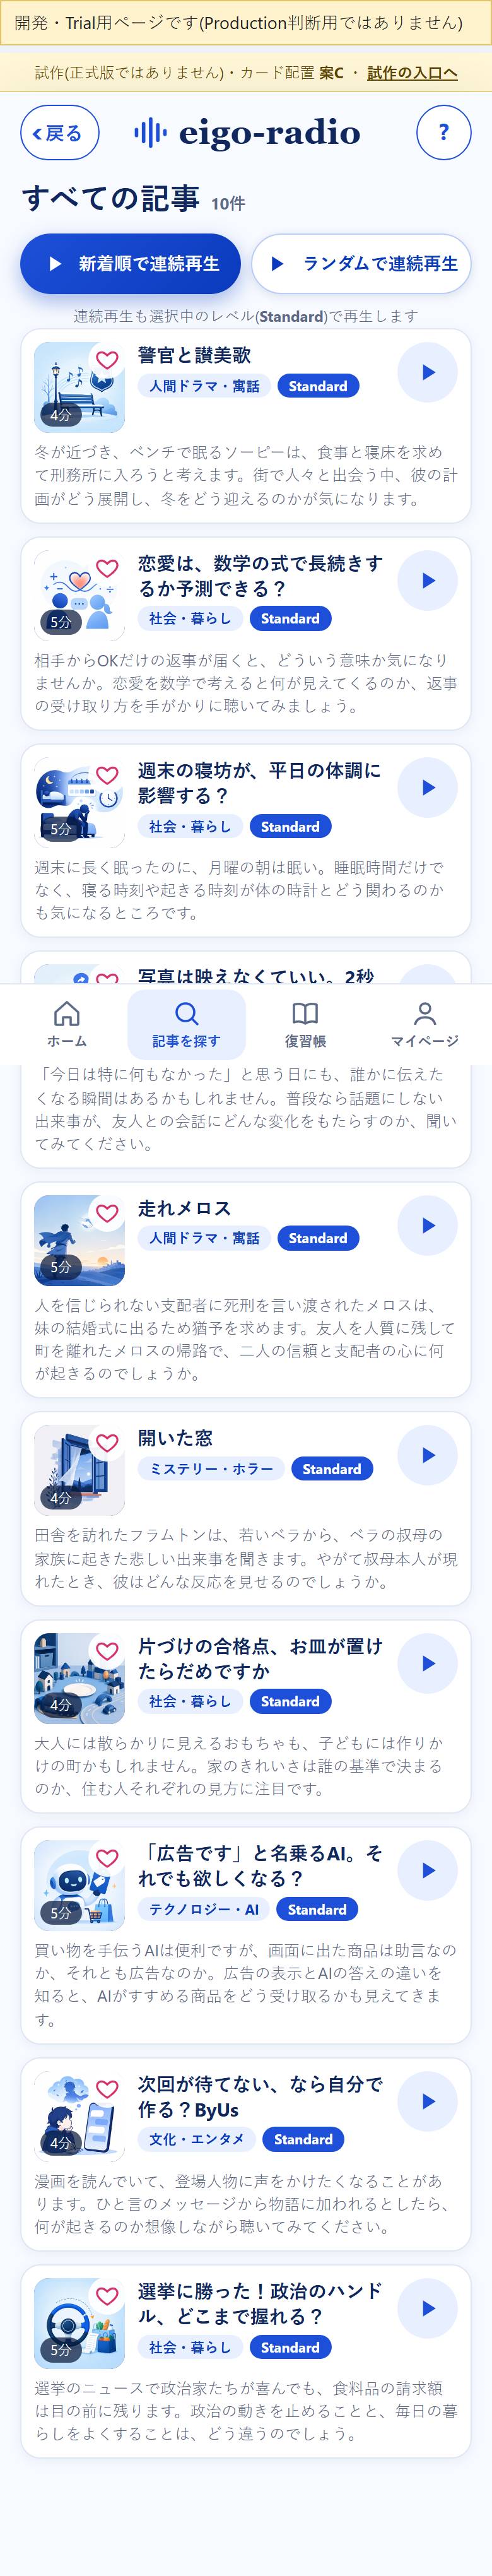 開発・Trial用ページです(Production判断用ではありません)
試作(正式版ではありません)・カード配置 案C ・ 試作の入口へ
戻る
eigo-radio
?
すべての記事 10件
新着順で連続再生
ランダムで連続再生
連続再生も選択中のレベル(Standard)で再生します
警官と讃美歌
人間ドラマ・寓話 Standard
4分
冬が近づき、ベンチで眠るソーピーは、食事と寝床を求め
て刑務所に入ろうと考えます。街で人々と出会う中、彼の計
画がどう展開し、冬をどう迎えるのかが気になります。
恋愛は、数学の式で長続きす
るか予測できる？
社会・暮らし Standard
5分
相手からOKだけの返事が届くと、どういう意味か気になり
ませんか。恋愛を数学で考えると何が見えてくるのか、返事
の受け取り方を手がかりに聴いてみましょう。
週末の寝坊が、平日の体調に
影響する？
社会・暮らし Standard
5分
週末に長く眠ったのに、月曜の朝は眠い。睡眠時間だけで
なく、寝る時刻や起きる時刻が体の時計とどう関わるのか
も気になるところです。
写真は映えなくていい。2秒
ホーム
記事を探す
復習帳
マイページ
「今日は特に何もなかった」と思う日にも、誰かに伝えた
くなる瞬間はあるかもしれません。普段なら話題にしない
出来事が、友人との会話にどんな変化をもたらすのか、聞い
てみてください。
走れメロス
人間ドラマ・寓話 Standard
5分
人を信じられない支配者に死刑を言い渡されたメロスは、
妹の結婚式に出るため猶予を求めます。友人を人質に残して
町を離れたメロスの帰路で、二人の信頼と支配者の心に何
が起きるのでしょうか。
開いた窓
ミステリー・ホラー Standard
4分
田舎を訪れたフラムトンは、若いベラから、ベラの叔母の
家族に起きた悲しい出来事を聞きます。やがて叔母本人が現
れたとき、彼はどんな反応を見せるのでしょうか。
片づけの合格点、お皿が置け
たらだめですか
社会・暮らし Standard
4分
大人には散らかりに見えるおもちゃも、子どもには作りか
けの町かもしれません。家のきれいさは誰の基準で決まる
のか、住む人それぞれの見方に注目です。
「広告です」と名乗るAI。そ
れでも欲しくなる？
テクノロジー・AI Standard
5分
買い物を手伝うAIは便利ですが、画面に出た商品は助言なの
か、それとも広告なのか。広告の表示とAIの答えの違いを
知ると、AIがすすめる商品をどう受け取るかも見えてきま
す。
次回が待てない、なら自分で
作る？ByUs
文化・エンタメ Standard
4分
漫画を読んでいて、登場人物に声をかけたくなることがあ
ります。ひと言のメッセージから物語に加われるとしたら、
何が起きるのか想像しながら聴いてみてください。
選挙に勝った！政治のハンド
ル、どこまで握れる？
社会・暮らし Standard
5分
選挙のニュースで政治家たちが喜んでも、食料品の請求額
は目の前に残ります。政治の動きを止めることと、毎日の暮
らしをよくすることは、どう違うのでしょう。